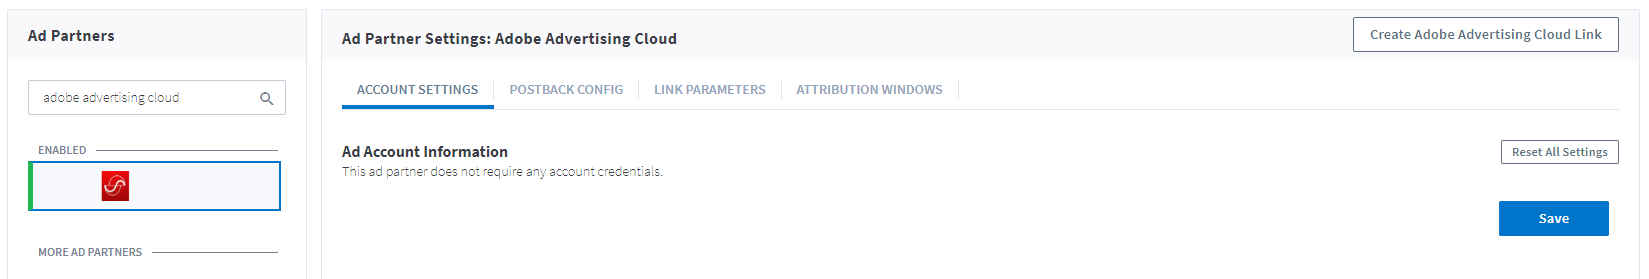 Ad Partners
adobe advertising cloud
ENABLED
MORE AD PARTNERS
Ad Partner Settings: Adobe Advertising Cloud
Create Adobe Advertising Cloud Link
ACCOUNT SETTINGS
POSTBACK CONFIG
LINK PARAMETERS
ATTRIBUTION WINDOWS
Ad Account Information
Reset All Settings
This ad partner does not require any account credentials.
Save